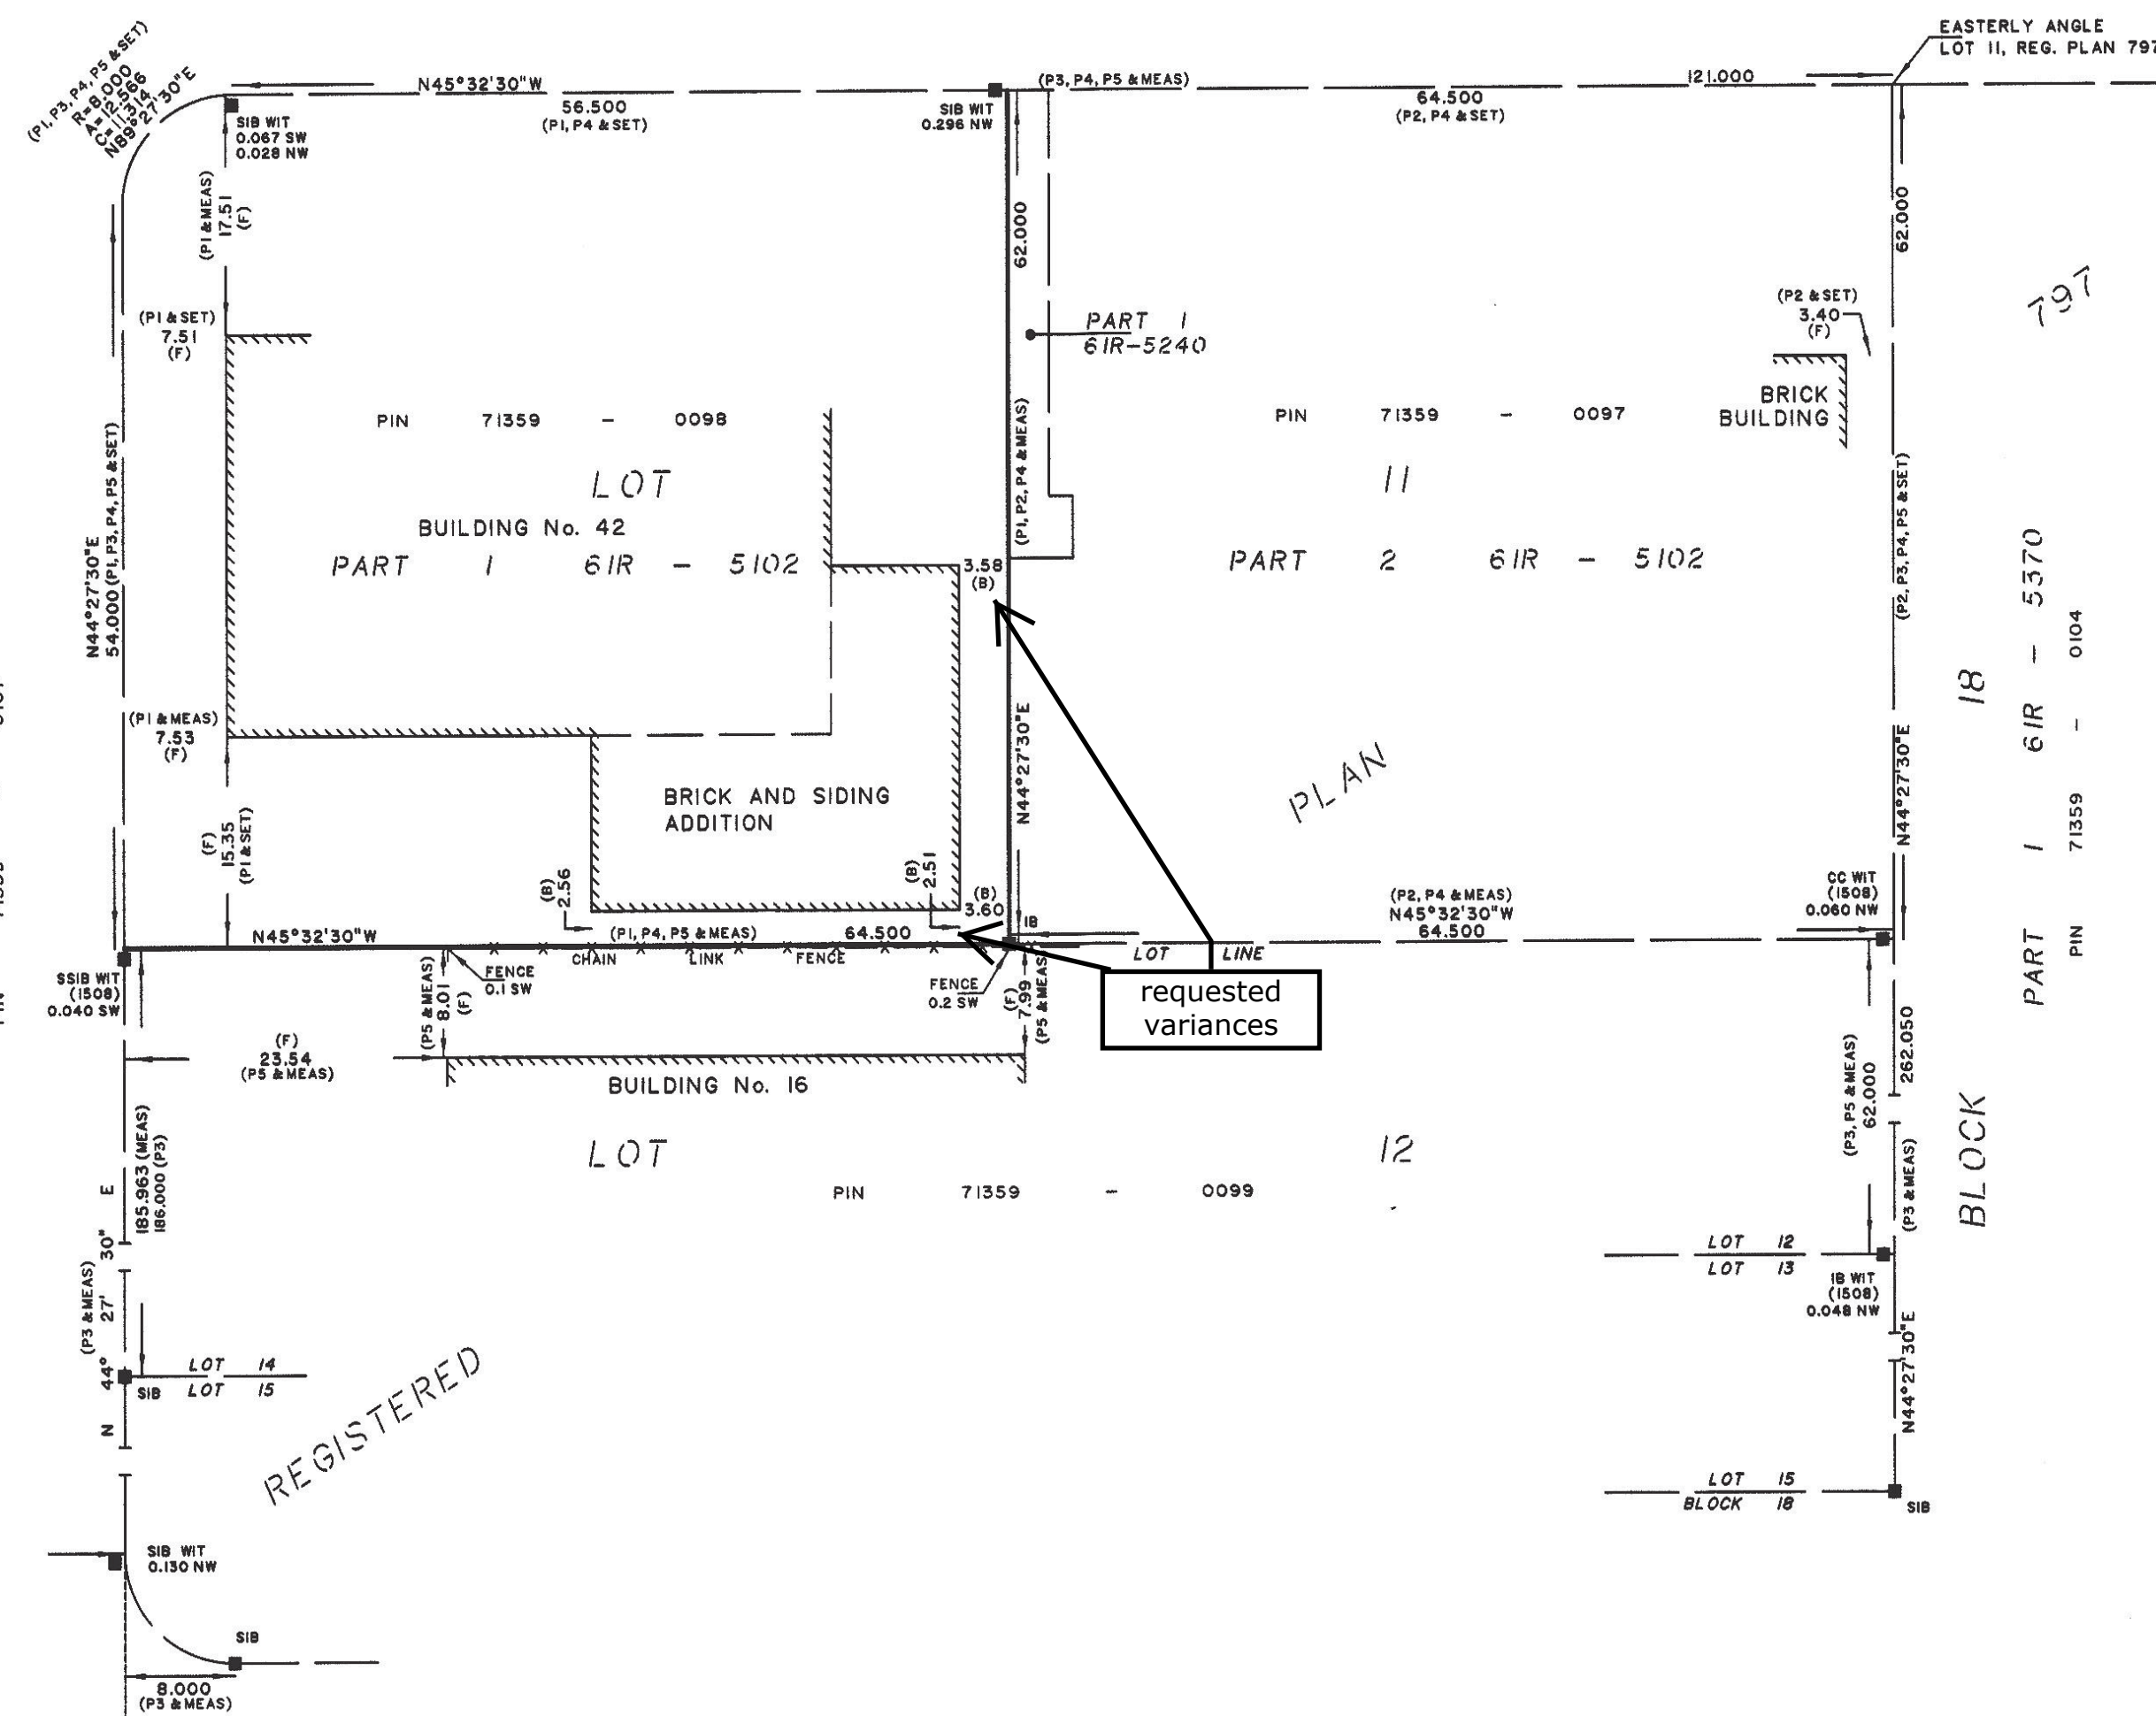 EASTERLY ANGLE
LOT 11, REG. PLAN 797
(P1, P3, P4, P5 & SET)
R=8.000
A=12.566
C=11.314
N89°27'30"E
N45°32'30"W
56.500
(P1, P4 & SET)
(P3, P4, P5 & MEAS)
121.000
64.500
(P2, P4 & SET)
SIB WIT
0.067 SW
0.028 NW
SIB WIT
0.296 NW
(P1 & MEAS)
17.51
(F)
62.000
62.000
797
(P1 & SET)
7.51
(F)
PART 1
61R-5240
(P2 & SET)
3.40
(F)
BRICK
BUILDING
PIN 71359 - 0098
PIN 71359 - 0097
LOT
11
BUILDING No. 42
PART 1 61R - 5102
PART 2 61R - 5102
(P1, P2, P4 & MEAS)
(P2, P3, P4, P5 & SET)
N44°27'30"E
54.000 (P1, P3, P4, P5 & SET)
3.58
(B)
(P1 & MEAS)
7.53
(F)
N44°27'30"E
N44°27'30"E
PLAN
BLOCK 18
PART 1 61R - 5370
PIN 71359 - 0104
BRICK AND SIDING
ADDITION
(F)
15.35
(P1 & SET)
(B)
2.56
(B)
2.51
(B)
3.60
IB
(P2, P4 & MEAS)
N45°32'30"W
64.500
CC WIT
(1508)
0.060 NW
N45°32'30"W
(P1, P4, P5 & MEAS)
64.500
CHAIN LINK FENCE
LOT LINE
FENCE
0.1 SW
FENCE
0.2 SW
SSIB WIT
(1508)
0.040 SW
(P5 & MEAS)
8.01
(F)
(F)
7.99
(P5 & MEAS)
requested
variances
(F)
23.54
(P5 & MEAS)
BUILDING No. 16
262.050
(P3 & MEAS)
(P3, P5 & MEAS)
62.000
185.963 (MEAS)
186.000 (P3)
LOT
12
PIN 71359 - 0099
N 44° 27' 30" E
(P3 & MEAS)
LOT 12
LOT 13
IB WIT
(1508)
0.048 NW
N44°27'30"E
LOT 14
SIB LOT 15
REGISTERED
LOT 15
BLOCK 18
SIB
SIB WIT
0.130 NW
SIB
8.000
(P3 & MEAS)